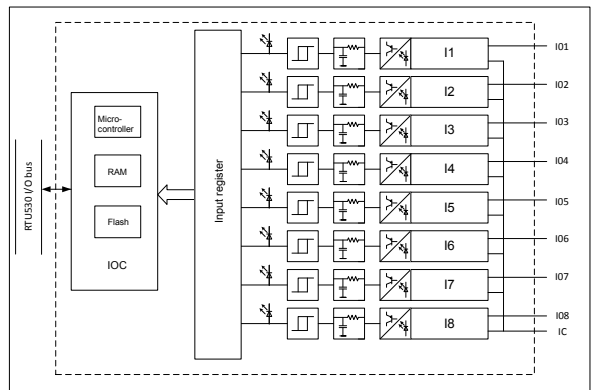 RTU530 I/O bus
Micro-
controller
RAM
Flash
IOC
Input register
I1
I2
I3
I4
I5
I6
I7
I8
I01
I02
I03
I04
I05
I06
I07
I08
IC